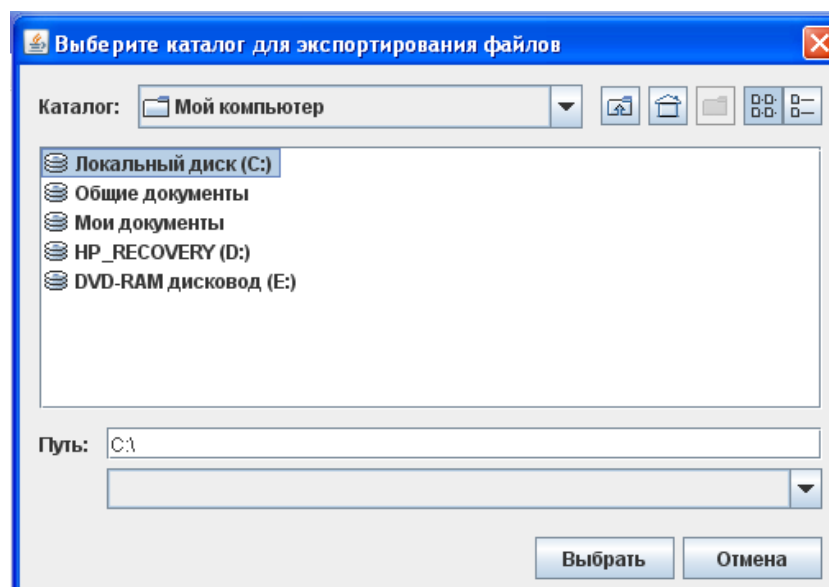 Выберите каталог для экспортирования файлов
Каталог: Мой компьютер
Локальный диск (C:)
Общие документы
Мои документы
HP_RECOVERY (D:)
DVD-RAM дисковод (E:)
Путь: C:\
Выбрать Отмена